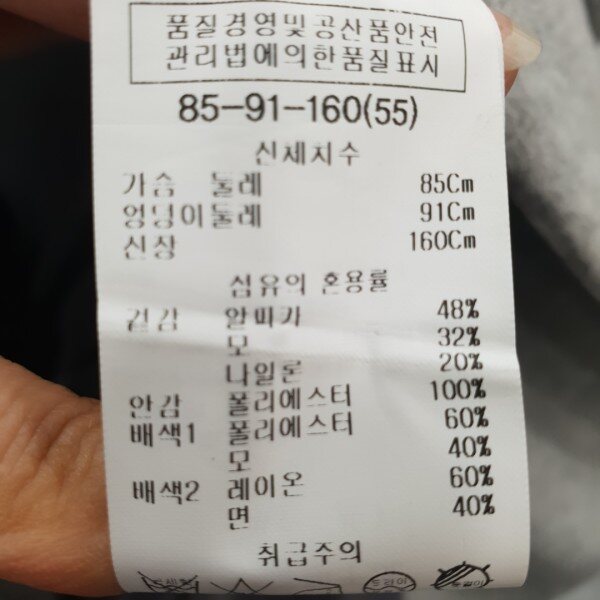 품질경영및공산품안전
관리법에의한품질표시
85-91-160(55)
신체치수
가슴 둘레 85Cm
엉덩이둘레 91Cm
신장 160Cm
섬유의 혼용률
겉감 알파카 48%
모 32%
나일론 20%
안감 폴리에스터 100%
배색1 폴리에스터 60%
모 40%
배색2 레이온 60%
면 40%
취급주의
드라이